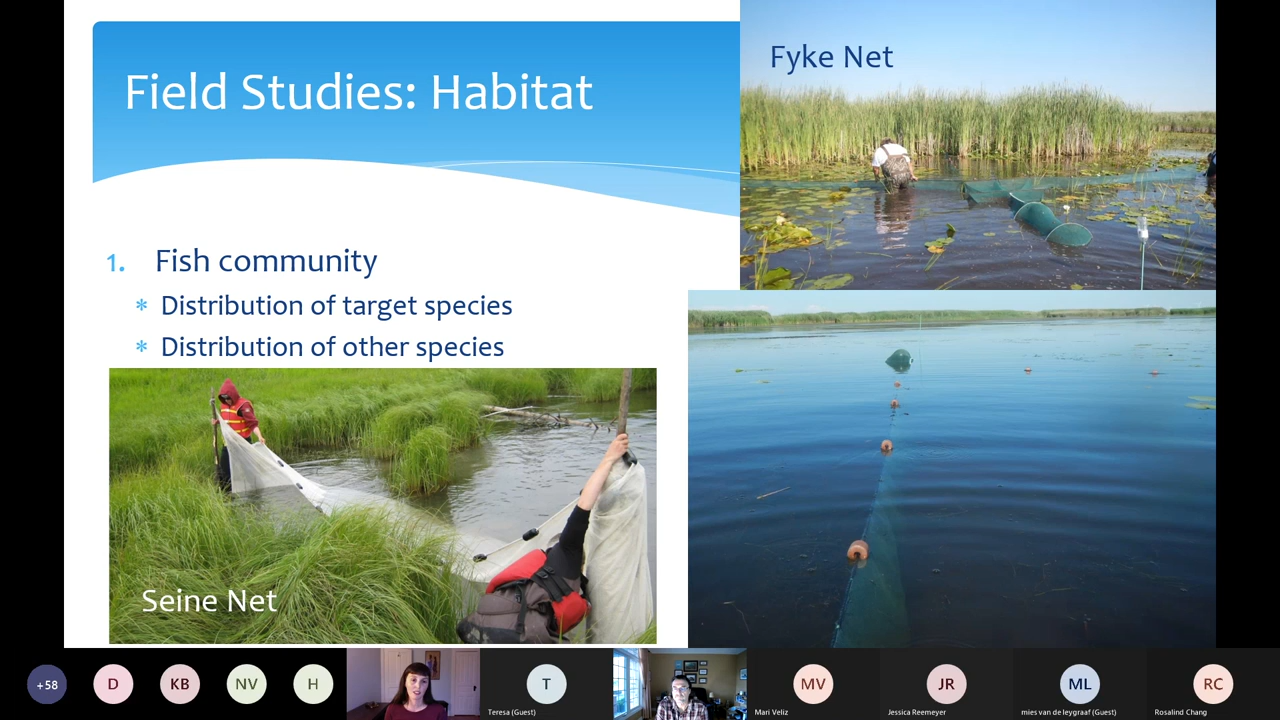 Field Studies: Habitat
Fyke Net
1. Fish community
* Distribution of target species
* Distribution of other species
Seine Net
+58
D
KB
NV
H
T
Teresa (Guest)
MV
Mari Veliz
JR
Jessica Reemeyer
ML
mies van de leygraaf (Guest)
RC
Rosalind Chang